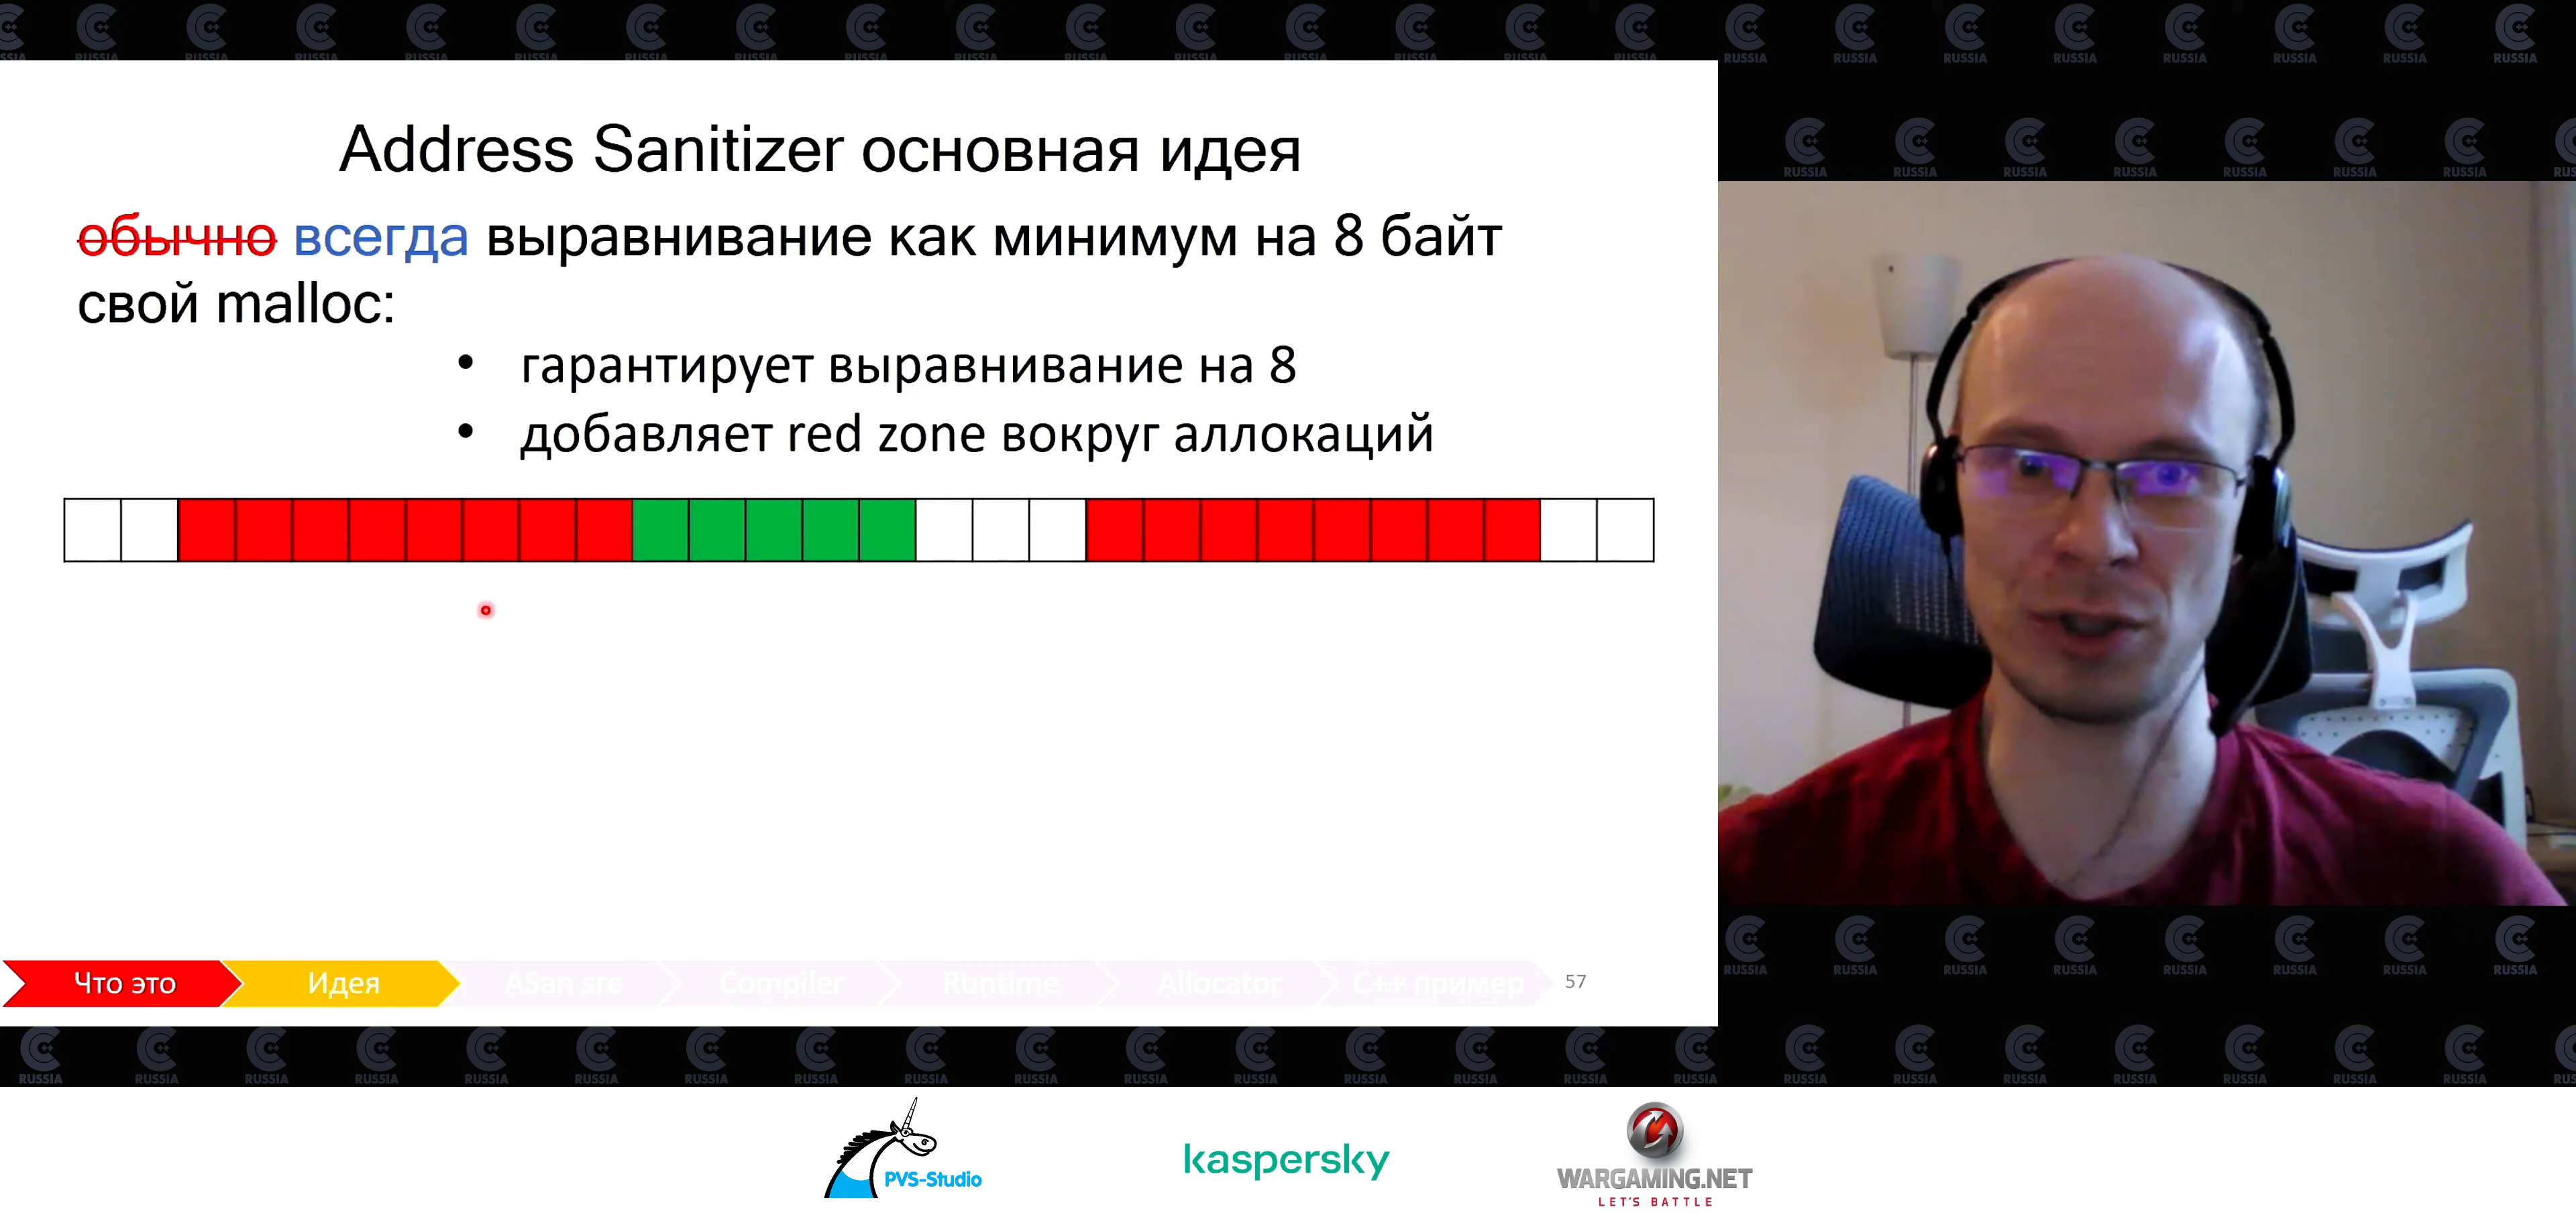 Address Sanitizer основная идея
обычно всегда выравнивание как минимум на 8 байт
свой malloc:
• гарантирует выравнивание на 8
• добавляет red zone вокруг аллокаций
Что это
Идея
ASan src
Compiler
Runtime
Allocator
C++ пример
57
PVS-Studio
kaspersky
WARGAMING.NET
LET'S BATTLE
RUSSIA